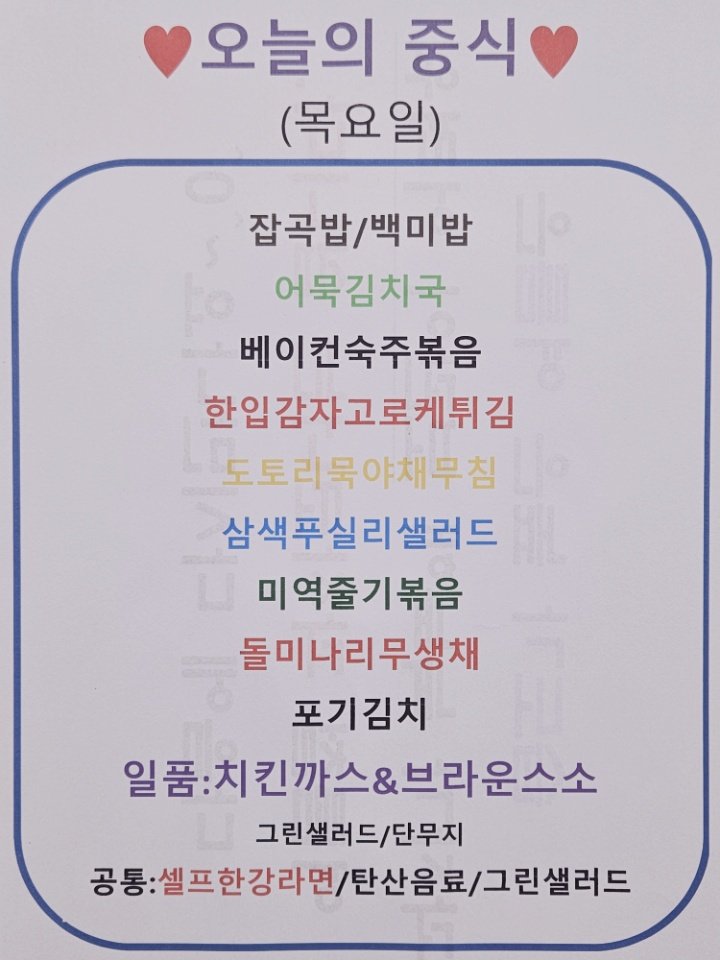 ♥오늘의 중식♥
(목요일)
잡곡밥/백미밥
어묵김치국
베이컨숙주볶음
한입감자고로케튀김
도토리묵야채무침
삼색푸실리샐러드
미역줄기볶음
돌미나리무생채
포기김치
일품:치킨까스&브라운스소
그린샐러드/단무지
공통:셀프한강라면/탄산음료/그린샐러드